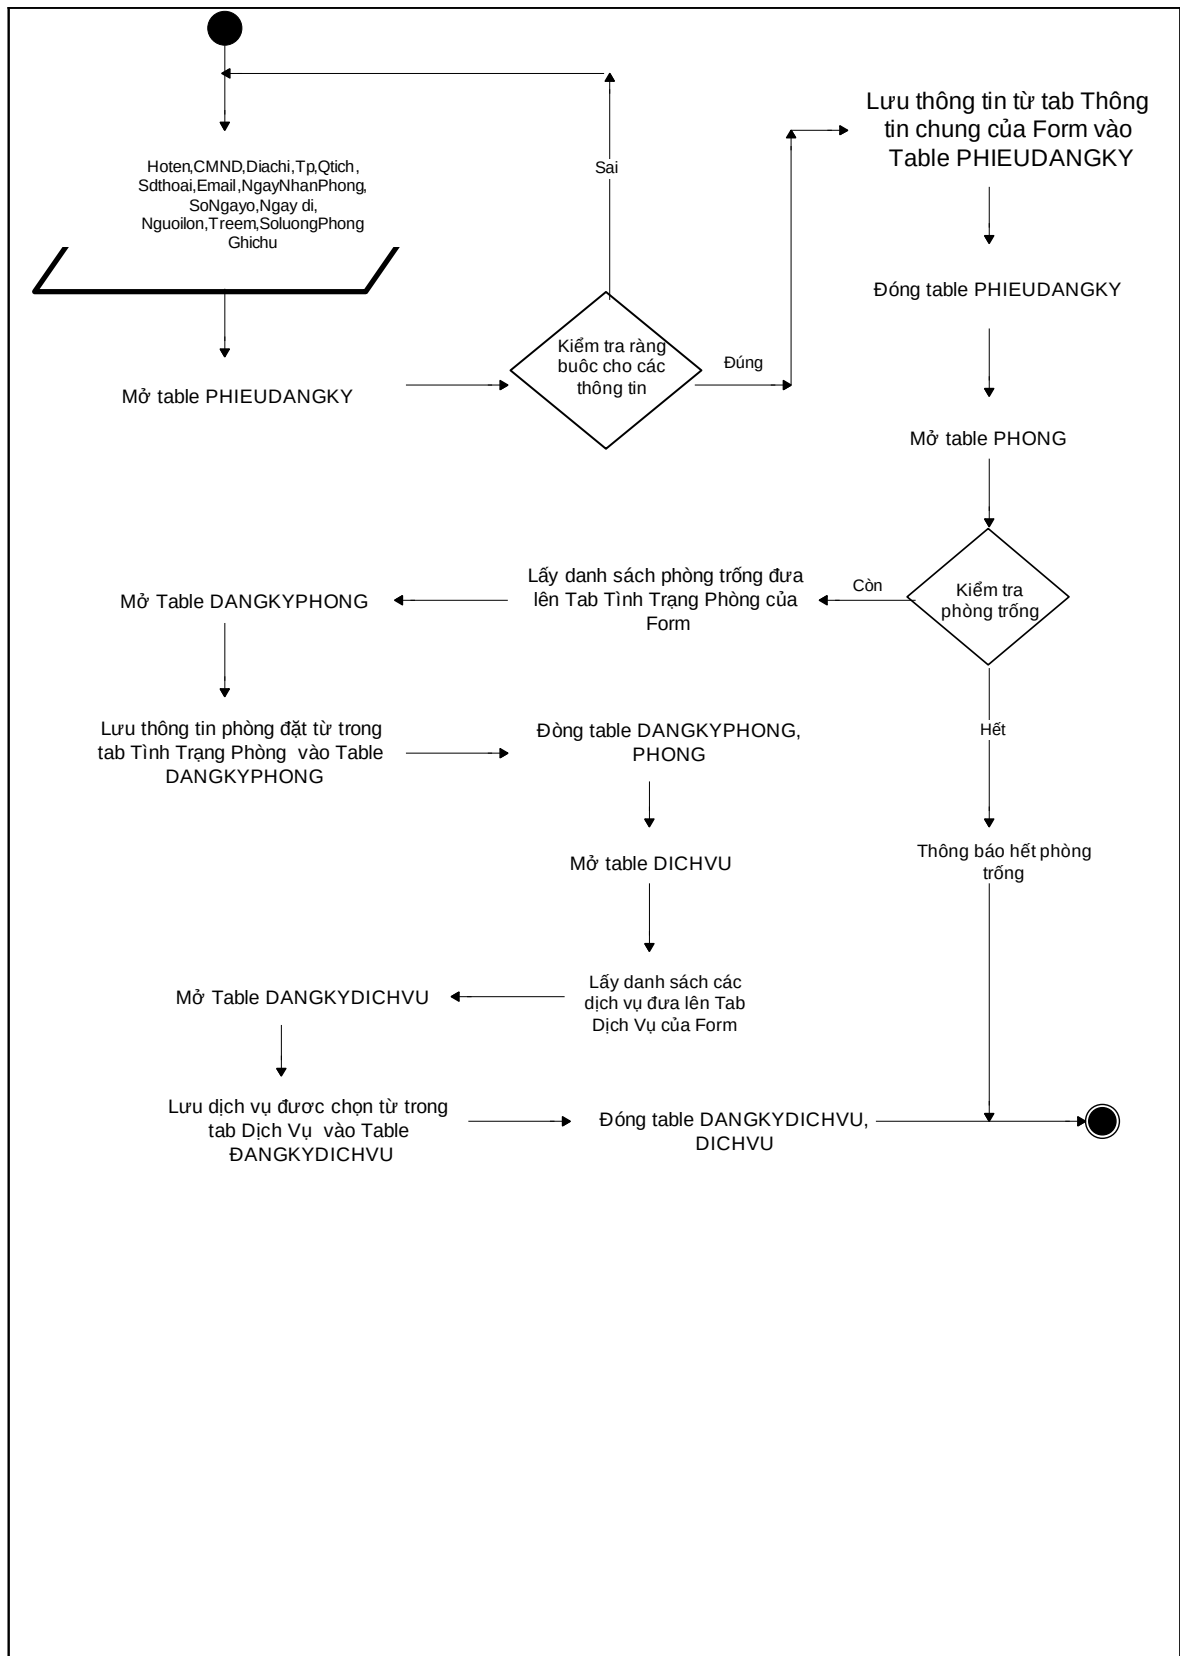 Hoten,CMND,Diachi,Tp,Qtich,
Sdthoai,Email,NgayNhanPhong,
SoNgayo,Ngay di,
Nguoilon,Treem,SoluongPhong
Ghichu
Mở table PHIEUDANGKY
Sai
Kiểm tra ràng
buôc cho các
thông tin
Đúng
Lưu thông tin từ tab Thông
tin chung của Form vào
Table PHIEUDANGKY
Đóng table PHIEUDANGKY
Mở table PHONG
Kiểm tra
phòng trống
Còn
Lấy danh sách phòng trống đưa
lên Tab Tình Trạng Phòng của
Form
Mở Table DANGKYPHONG
Lưu thông tin phòng đặt từ trong
tab Tình Trạng Phòng vào Table
DANGKYPHONG
Đòng table DANGKYPHONG,
PHONG
Hết
Thông báo hết phòng
trống
Mở table DICHVU
Lấy danh sách các
dịch vụ đưa lên Tab
Dịch Vụ của Form
Mở Table DANGKYDICHVU
Lưu dịch vụ đươc chọn từ trong
tab Dịch Vụ vào Table
ĐANGKYDICHVU
Đóng table DANGKYDICHVU,
DICHVU